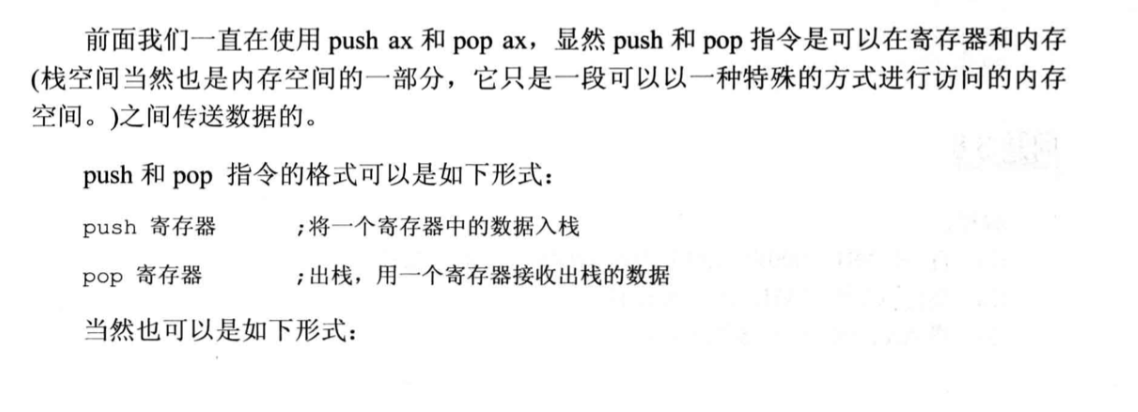 前面我们一直在使用 push ax 和 pop ax，显然 push 和 pop 指令是可以在寄存器和内存
(栈空间当然也是内存空间的一部分，它只是一段可以以一种特殊的方式进行访问的内存
空间。)之间传送数据的。
push 和 pop 指令的格式可以是如下形式：
push 寄存器 ;将一个寄存器中的数据入栈
pop 寄存器 ;出栈，用一个寄存器接收出栈的数据
当然也可以是如下形式：